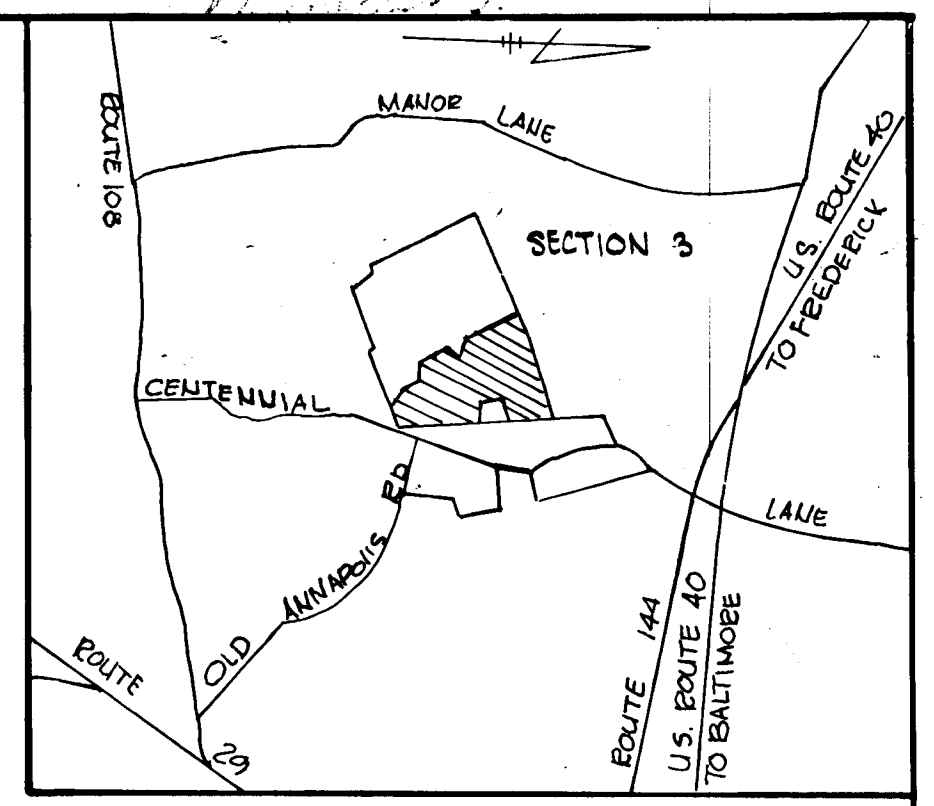 MANOR LANE
ROUTE 108
SECTION 3
U.S. ROUTE 40
TO FREDERICK
CENTENNIAL
LANE
OLD ANNAPOLIS RD
ROUTE 29
ROUTE 144
U.S. ROUTE 40
TO BALTIMORE